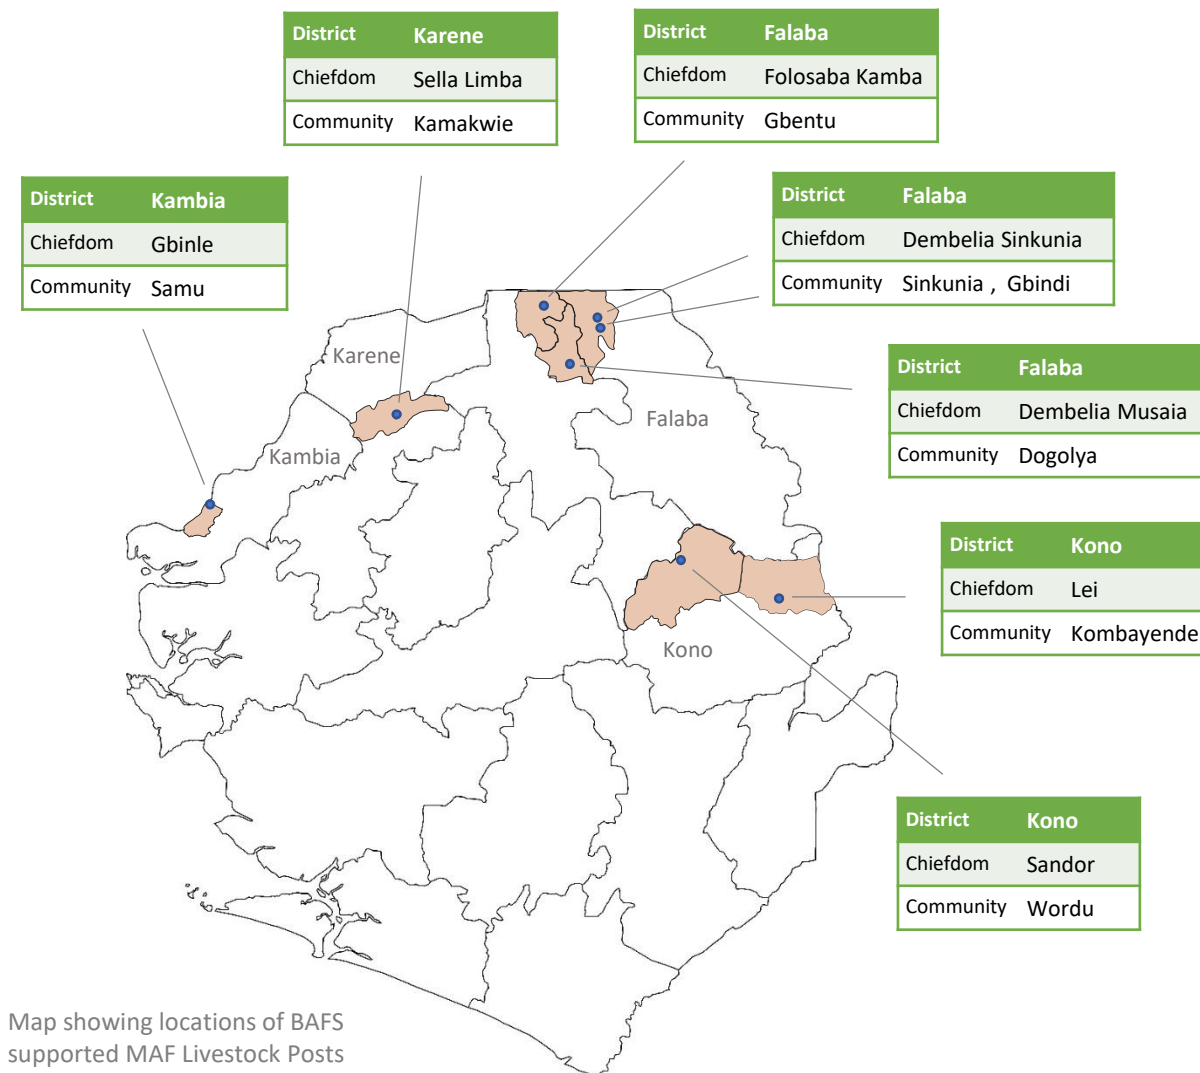 District Karene
Chiefdom Sella Limba
Community Kamakwie
District Falaba
Chiefdom Folosaba Kamba
Community Gbentu
District Kambia
Chiefdom Gbinle
Community Samu
District Falaba
Chiefdom Dembelia Sinkunia
Community Sinkunia , Gbindi
District Falaba
Chiefdom Dembelia Musaia
Community Dogolya
District Kono
Chiefdom Lei
Community Kombayende
District Kono
Chiefdom Sandor
Community Wordu
Karene
Kambia
Falaba
Kono
Map showing locations of BAFS
supported MAF Livestock Posts